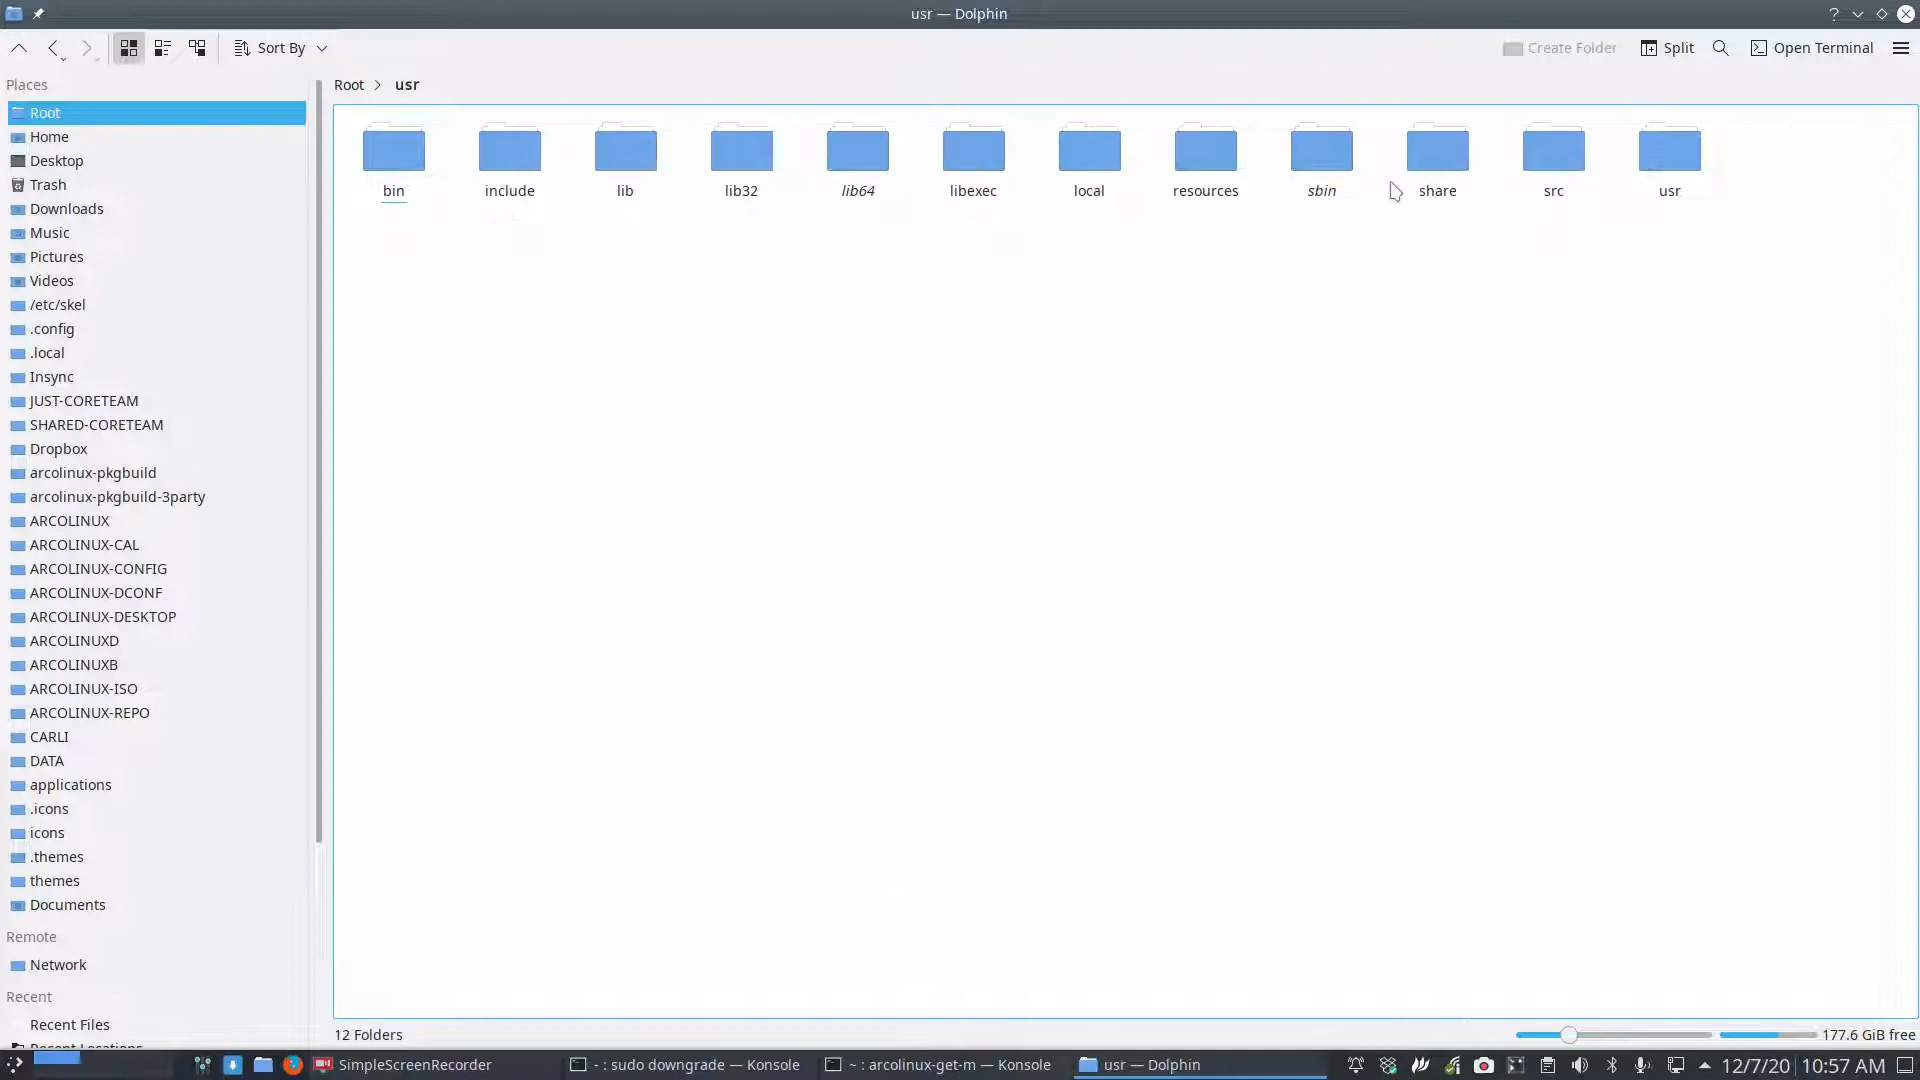 usr — Dolphin
Sort By
Create Folder
Split
Open Terminal
Places
Root > usr
Root
Home
Desktop
Trash
Downloads
Music
Pictures
Videos
/etc/skel
.config
.local
Insync
JUST-CORETEAM
SHARED-CORETEAM
Dropbox
arcolinux-pkgbuild
arcolinux-pkgbuild-3party
ARCOLINUX
ARCOLINUX-CAL
ARCOLINUX-CONFIG
ARCOLINUX-DCONF
ARCOLINUX-DESKTOP
ARCOLINUXD
ARCOLINUXB
ARCOLINUX-ISO
ARCOLINUX-REPO
CARLI
DATA
applications
.icons
icons
.themes
themes
Documents
Remote
Network
Recent
Recent Files
Recent Locations
bin
include
lib
lib32
lib64
libexec
local
resources
sbin
share
src
usr
12 Folders
177.6 GiB free
SimpleScreenRecorder
- : sudo downgrade — Konsole
~ : arcolinux-get-m — Konsole
usr — Dolphin
12/7/20
10:57 AM